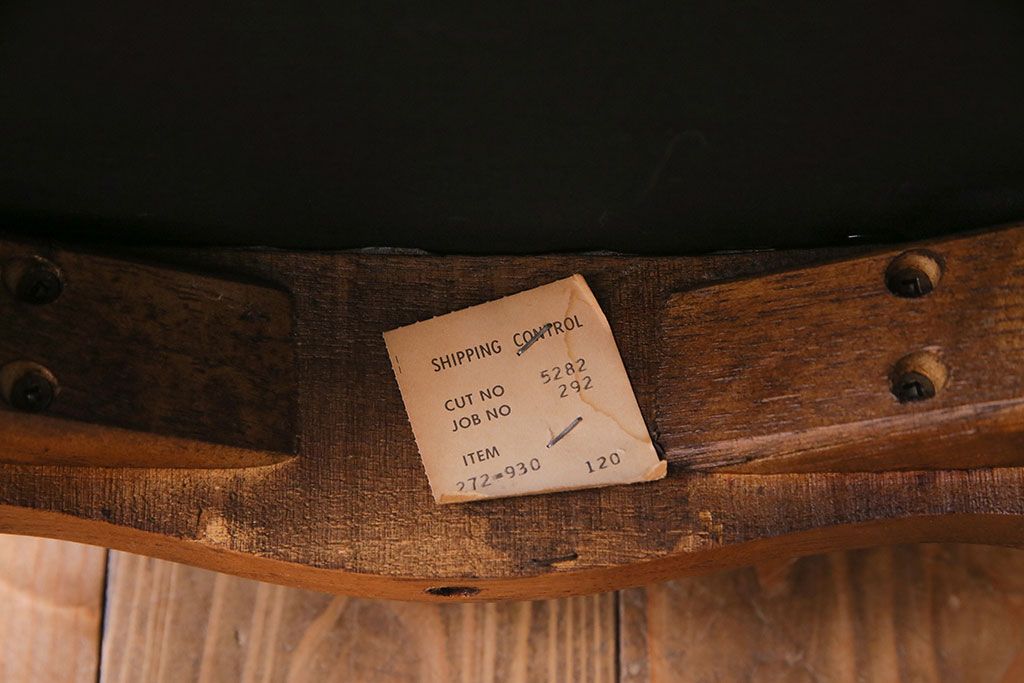 SHIPPING CONTROL
CUT NO 5282
JOB NO 292
ITEM
272-930 120